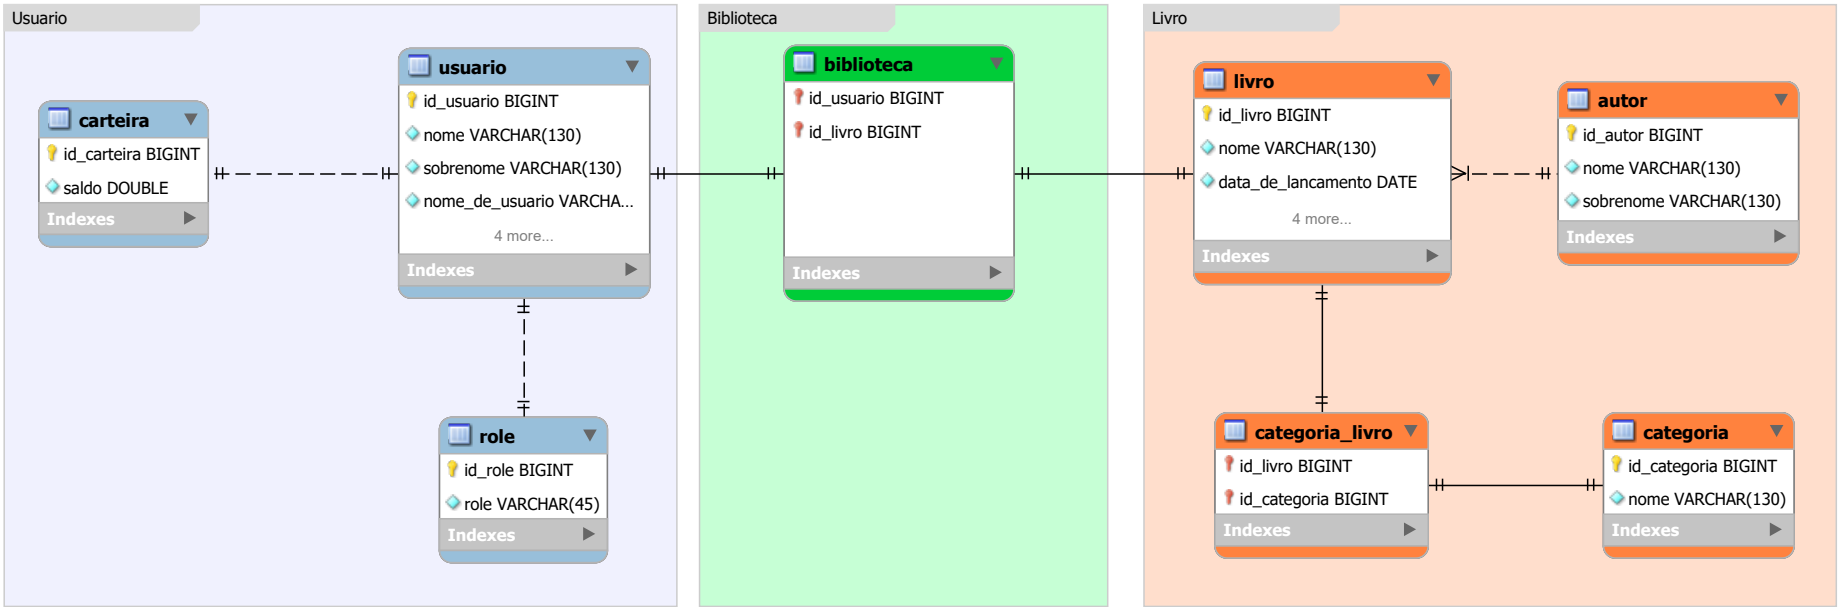 Usuario
carteira
id_carteira BIGINT
saldo DOUBLE
Indexes
usuario
id_usuario BIGINT
nome VARCHAR(130)
sobrenome VARCHAR(130)
nome_de_usuario VARCHA...
4 more...
Indexes
role
id_role BIGINT
role VARCHAR(45)
Indexes
Biblioteca
biblioteca
id_usuario BIGINT
id_livro BIGINT
Indexes
Livro
livro
id_livro BIGINT
nome VARCHAR(130)
data_de_lancamento DATE
4 more...
Indexes
autor
id_autor BIGINT
nome VARCHAR(130)
sobrenome VARCHAR(130)
Indexes
categoria_livro
id_livro BIGINT
id_categoria BIGINT
Indexes
categoria
id_categoria BIGINT
nome VARCHAR(130)
Indexes